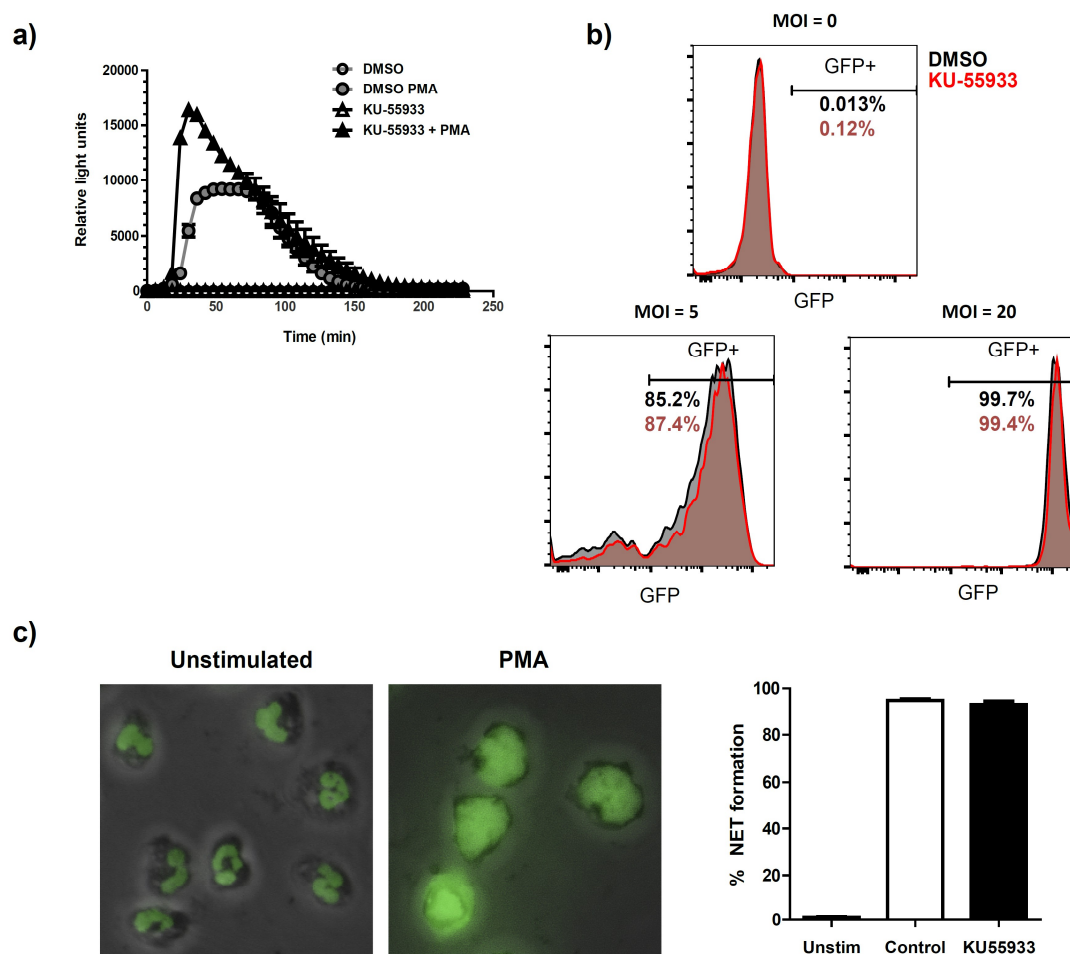 a)
20000
15000
10000
5000
0
0
50
100
150
200
250
Relative light units
Time (min)
DMSO
DMSO PMA
KU-55933
KU-55933 + PMA
b)
MOI = 0
GFP+
0.013%
0.12%
GFP
DMSO
KU-55933
MOI = 5
GFP+
85.2%
87.4%
GFP
MOI = 20
GFP+
99.7%
99.4%
GFP
c)
Unstimulated
PMA
% NET formation
100
80
60
40
20
0
Unstim
Control
KU55933